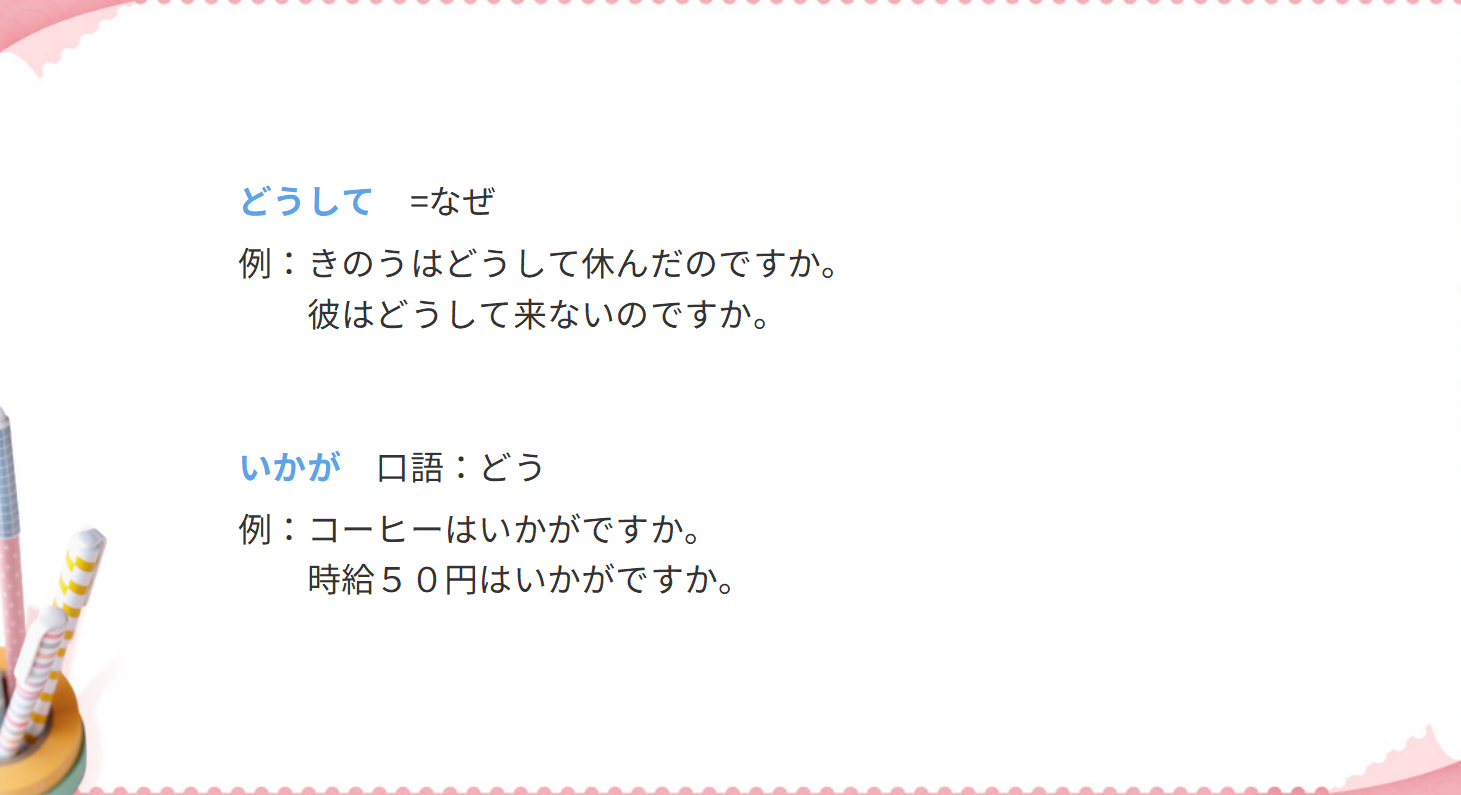 どうして　=なぜ
例：きのうはどうして休んだのですか。
彼はどうして来ないのですか。
いかが　口語：どう
例：コーヒーはいかがですか。
時給５０円はいかがですか。